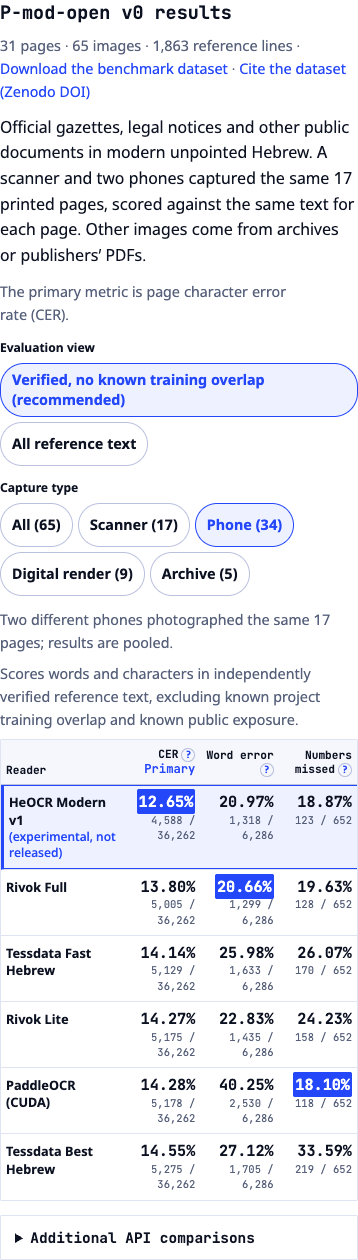 P-mod-open v0 results
31 pages · 65 images · 1,863 reference lines ·
Download the benchmark dataset · Cite the dataset
(Zenodo DOI)
Official gazettes, legal notices and other public
documents in modern unpointed Hebrew. A
scanner and two phones captured the same 17
printed pages, scored against the same text for
each page. Other images come from archives
or publishers’ PDFs.
The primary metric is page character error
rate (CER).
Evaluation view
Verified, no known training overlap
(recommended)
All reference text
Capture type
All (65) Scanner (17) Phone (34)
Digital render (9) Archive (5)
Two different phones photographed the same 17
pages; results are pooled.
Scores words and characters in independently
verified reference text, excluding known project
training overlap and known public exposure.
CER ? Word error Numbers
Reader Primary ? missed ?
HeOCR Modern 12.65% 20.97% 18.87%
v1 4,588 / 1,318 / 123 / 652
(experimental, not 36,262 6,286
released)
Rivok Full 13.80% 20.66% 19.63%
5,005 / 1,299 / 128 / 652
36,262 6,286
Tessdata Fast 14.14% 25.98% 26.07%
Hebrew 5,129 / 1,633 / 170 / 652
36,262 6,286
Rivok Lite 14.27% 22.83% 24.23%
5,175 / 1,435 / 158 / 652
36,262 6,286
PaddleOCR 14.28% 40.25% 18.10%
(CUDA) 5,178 / 2,530 / 118 / 652
36,262 6,286
Tessdata Best 14.55% 27.12% 33.59%
Hebrew 5,275 / 1,705 / 219 / 652
36,262 6,286
▶ Additional API comparisons